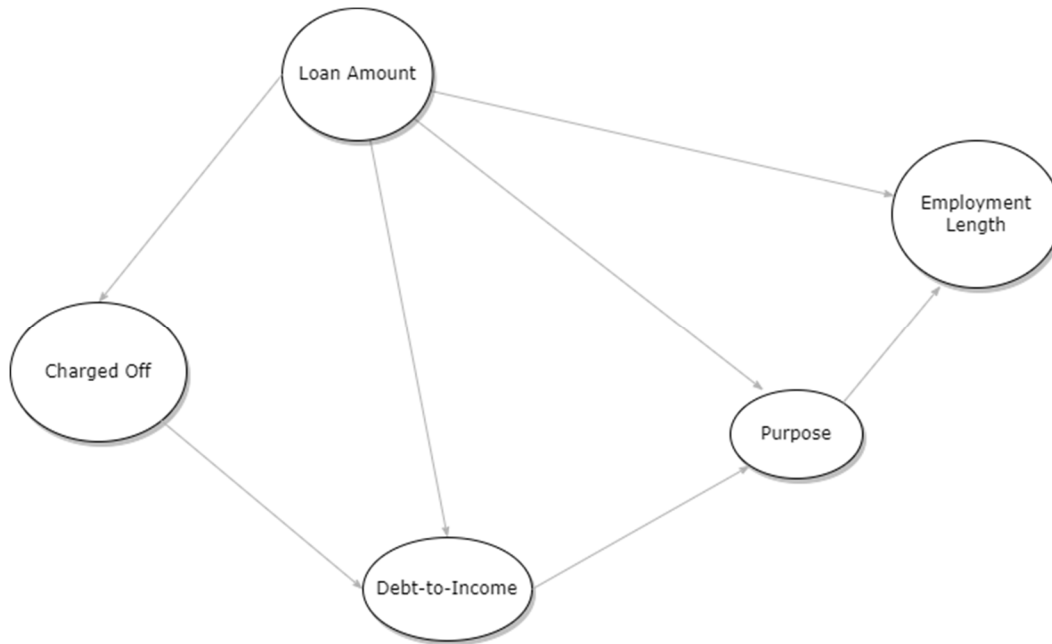 Loan Amount
Employment
Length
Charged Off
Purpose
Debt-to-Income